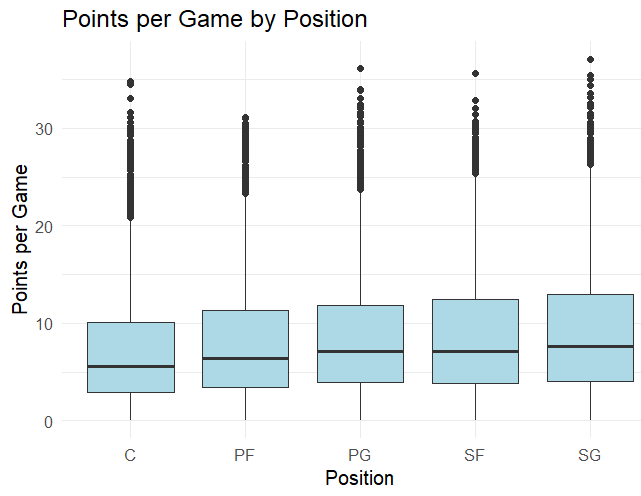 Points per Game by Position
Points per Game
30
20
10
0
C PF PG SF SG
Position